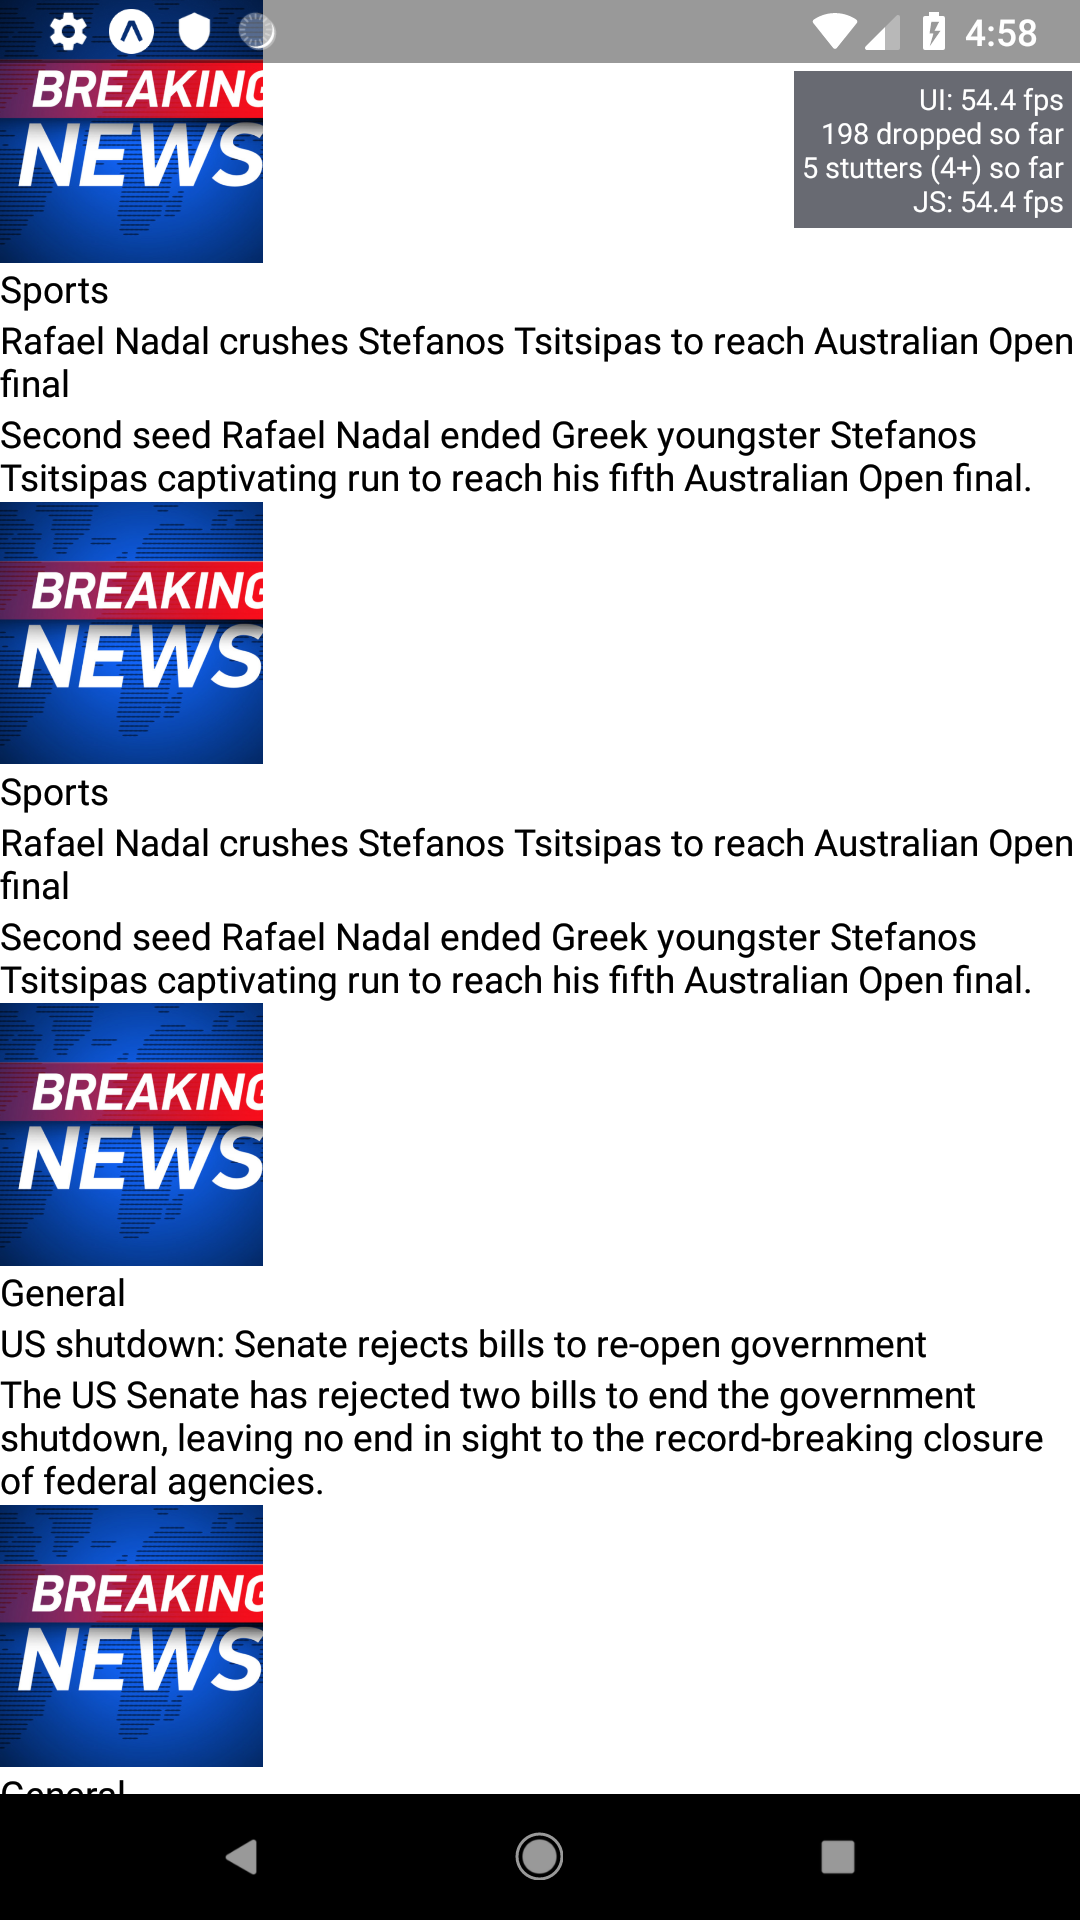 4:58
BREAKING
NEWS
UI: 54.4 fps
198 dropped so far
5 stutters (4+) so far
JS: 54.4 fps
Sports
Rafael Nadal crushes Stefanos Tsitsipas to reach Australian Open
final
Second seed Rafael Nadal ended Greek youngster Stefanos
Tsitsipas captivating run to reach his fifth Australian Open final.
BREAKING
NEWS
Sports
Rafael Nadal crushes Stefanos Tsitsipas to reach Australian Open
final
Second seed Rafael Nadal ended Greek youngster Stefanos
Tsitsipas captivating run to reach his fifth Australian Open final.
BREAKING
NEWS
General
US shutdown: Senate rejects bills to re-open government
The US Senate has rejected two bills to end the government
shutdown, leaving no end in sight to the record-breaking closure
of federal agencies.
BREAKING
NEWS
General